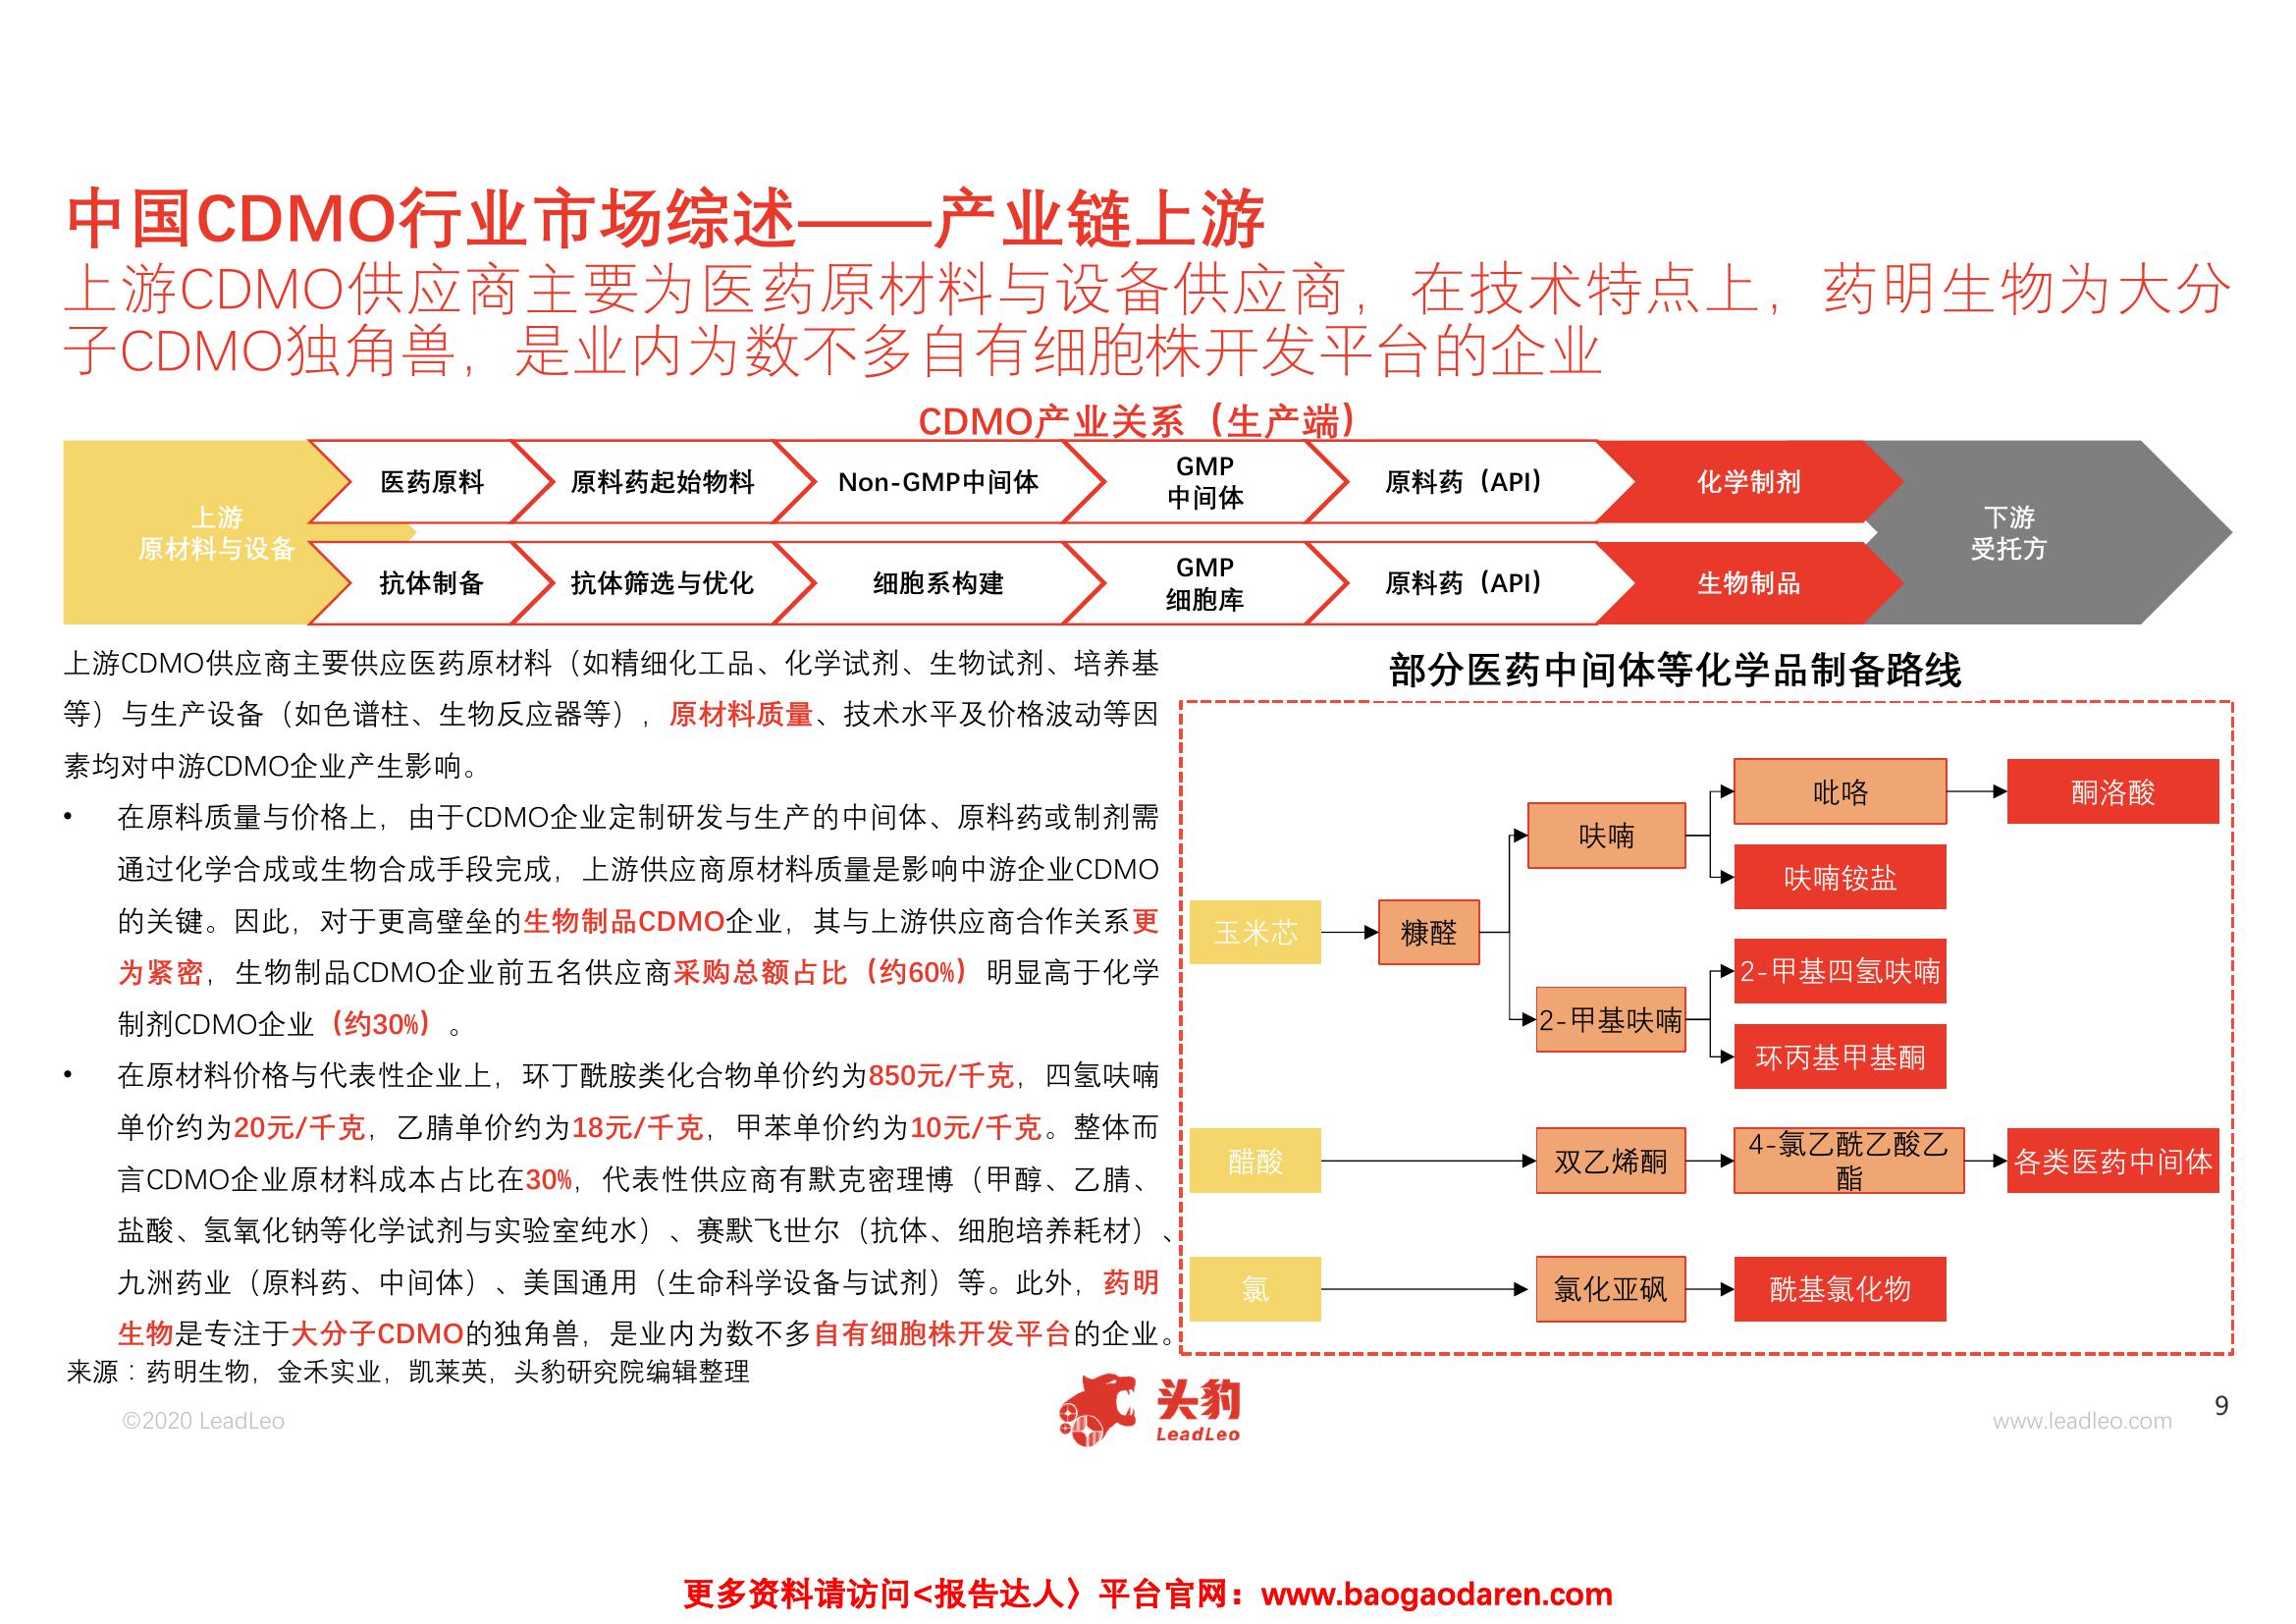 中国CDMO行业市场综述——产业链上游
上游CDMO供应商主要为医药原材料与设备供应商，在技术特点上，药明生物为大分
子CDMO独角兽，是业内为数不多自有细胞株开发平台的企业
CDMO产业关系（生产端）
上游
原材料与设备
医药原料
原料药起始物料
Non-GMP中间体
GMP
中间体
原料药（API）
化学制剂
抗体制备
抗体筛选与优化
细胞系构建
GMP
细胞库
原料药（API）
生物制品
下游
受托方
上游CDMO供应商主要供应医药原材料（如精细化工品、化学试剂、生物试剂、培养基
等）与生产设备（如色谱柱、生物反应器等），原材料质量、技术水平及价格波动等因
素均对中游CDMO企业产生影响。
• 在原料质量与价格上，由于CDMO企业定制研发与生产的中间体、原料药或制剂需
通过化学合成或生物合成手段完成，上游供应商原材料质量是影响中游企业CDMO
的关键。因此，对于更高壁垒的生物制品CDMO企业，其与上游供应商合作关系更
为紧密，生物制品CDMO企业前五名供应商采购总额占比（约60%）明显高于化学
制剂CDMO企业（约30%）。
• 在原材料价格与代表性企业上，环丁酰胺类化合物单价约为850元/千克，四氢呋喃
单价约为20元/千克，乙腈单价约为18元/千克，甲苯单价约为10元/千克。整体而
言CDMO企业原材料成本占比在30%，代表性供应商有默克密理博（甲醇、乙腈、
盐酸、氢氧化钠等化学试剂与实验室纯水）、赛默飞世尔（抗体、细胞培养耗材）、
九洲药业（原料药、中间体）、美国通用（生命科学设备与试剂）等。此外，药明
生物是专注于大分子CDMO的独角兽，是业内为数不多自有细胞株开发平台的企业。
部分医药中间体等化学品制备路线
玉米芯
糠醛
呋喃
吡咯
酮洛酸
呋喃铵盐
2-甲基呋喃
2-甲基四氢呋喃
环丙基甲基酮
醋酸
双乙烯酮
4-氯乙酰乙酸乙
酯
各类医药中间体
氯
氯化亚砜
酰基氯化物
来源：药明生物，金禾实业，凯莱英，头豹研究院编辑整理
©2020 LeadLeo
头豹
LeadLeo
www.leadleo.com
9
更多资料请访问<报告达人〉平台官网：www.baogaodaren.com